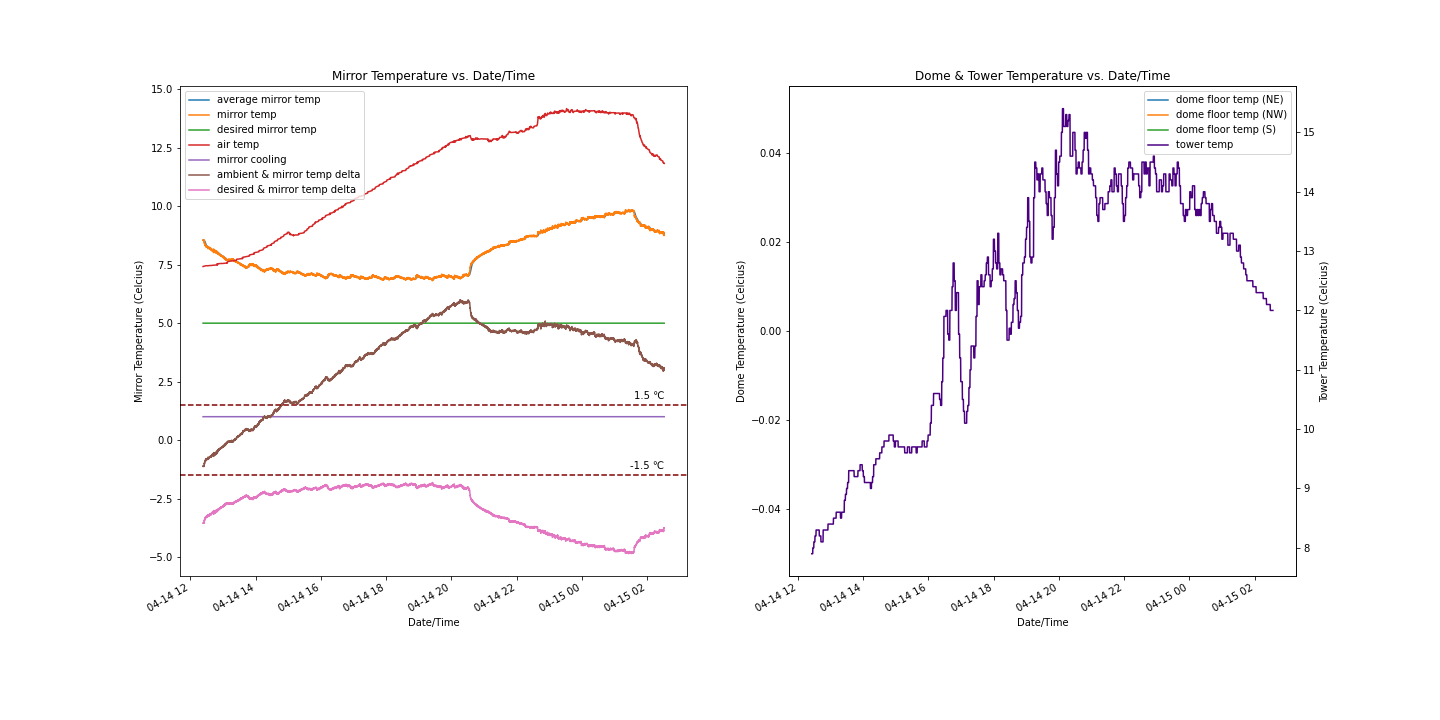 Mirror Temperature vs. Date/Time
average mirror temp
mirror temp
desired mirror temp
air temp
mirror cooling
ambient & mirror temp delta
desired & mirror temp delta
15.0
12.5
10.0
7.5
5.0
2.5
0.0
−2.5
−5.0
Mirror Temperature (Celcius)
1.5 °C
-1.5 °C
04-14 12
04-14 14
04-14 16
04-14 18
04-14 20
04-14 22
04-15 00
04-15 02
Date/Time
Dome & Tower Temperature vs. Date/Time
dome floor temp (NE)
dome floor temp (NW)
dome floor temp (S)
tower temp
0.04
0.02
0.00
−0.02
−0.04
Dome Temperature (Celcius)
15
14
13
12
11
10
9
8
Tower Temperature (Celcius)
04-14 12
04-14 14
04-14 16
04-14 18
04-14 20
04-14 22
04-15 00
04-15 02
Date/Time